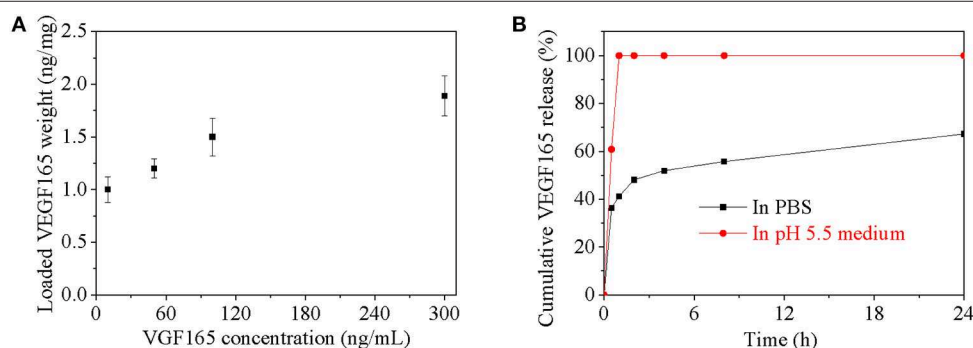 A
Loaded VEGF165 weight (ng/mg)
2.5
2.0
1.5
1.0
0.5
0.0
0 60 120 180 240 300
VGF165 concentration (ng/mL)
B
Cumulative VEGF165 release (%)
100
80
60
40
20
0
In PBS
In pH 5.5 medium
0 6 12 18 24
Time (h)